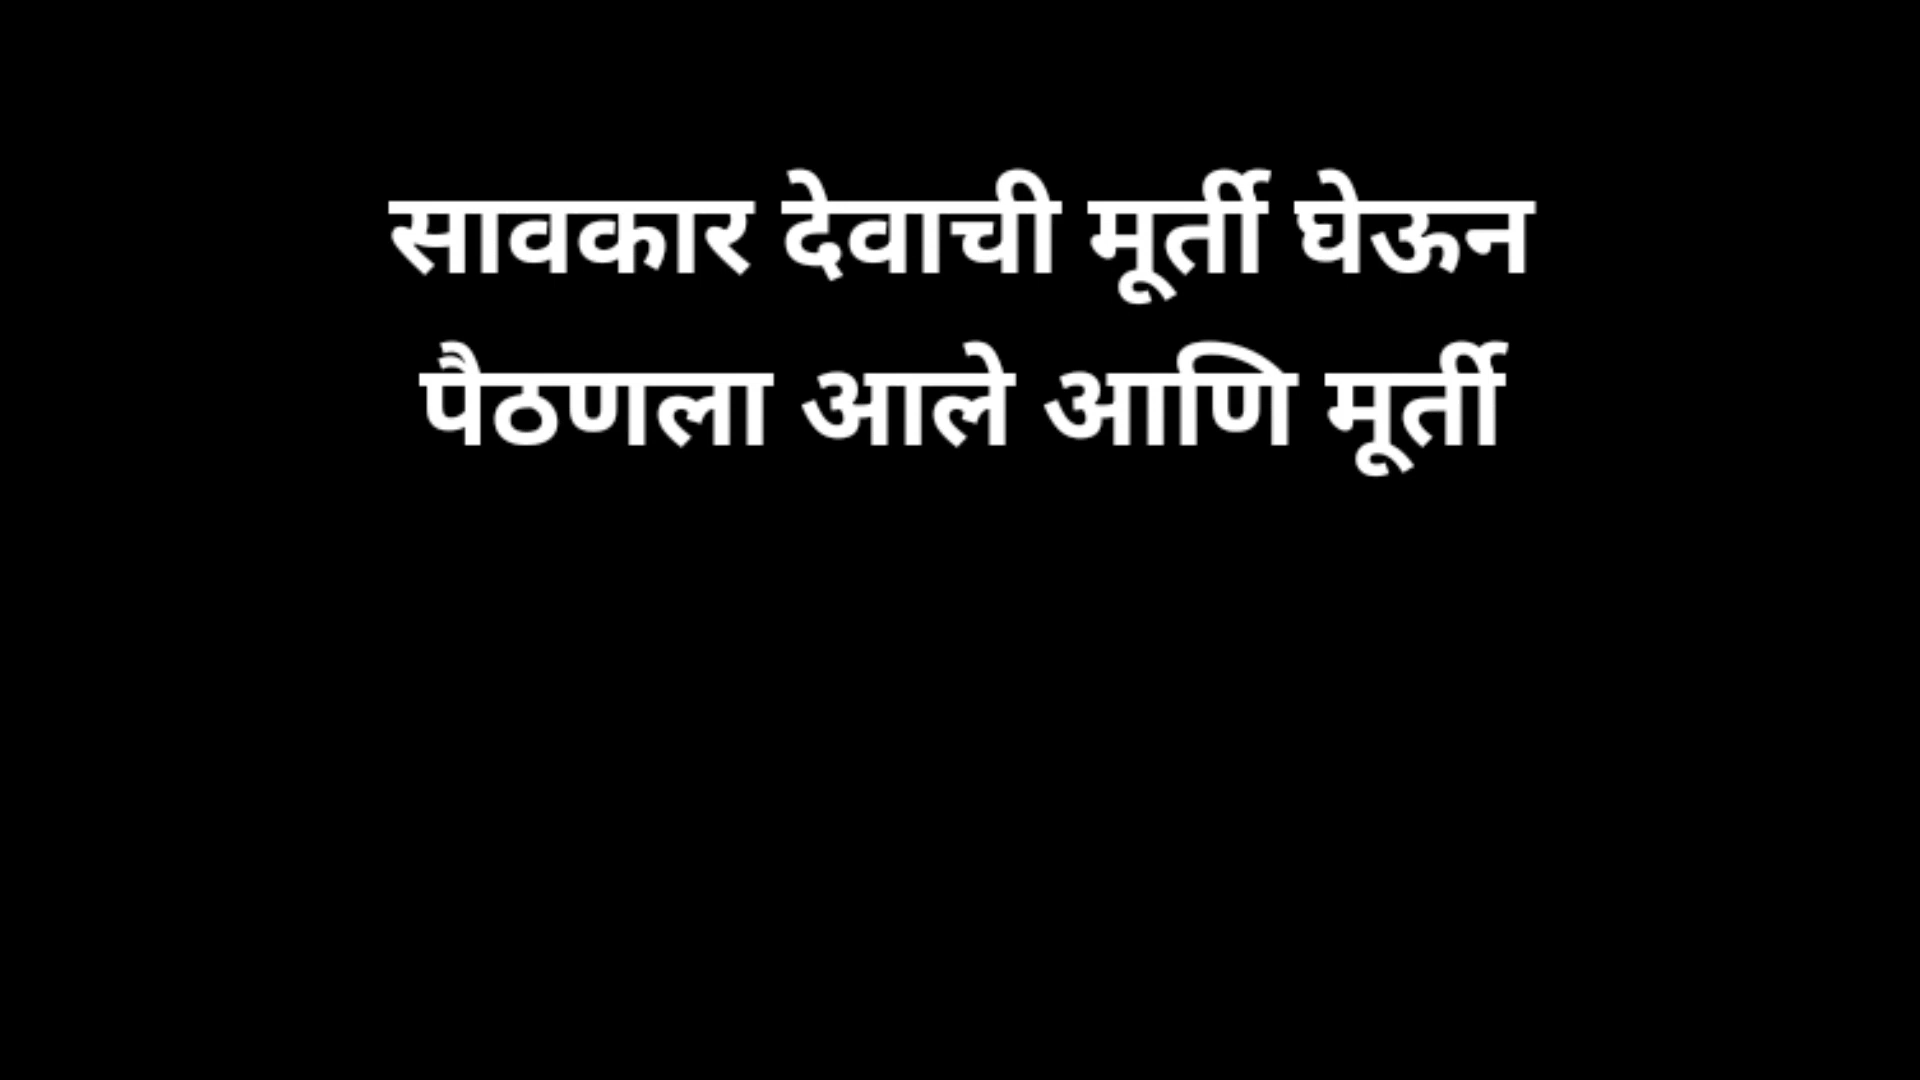 सावकार देवाची मूर्ती घेऊन
पैठणला आले आणि मूर्ती